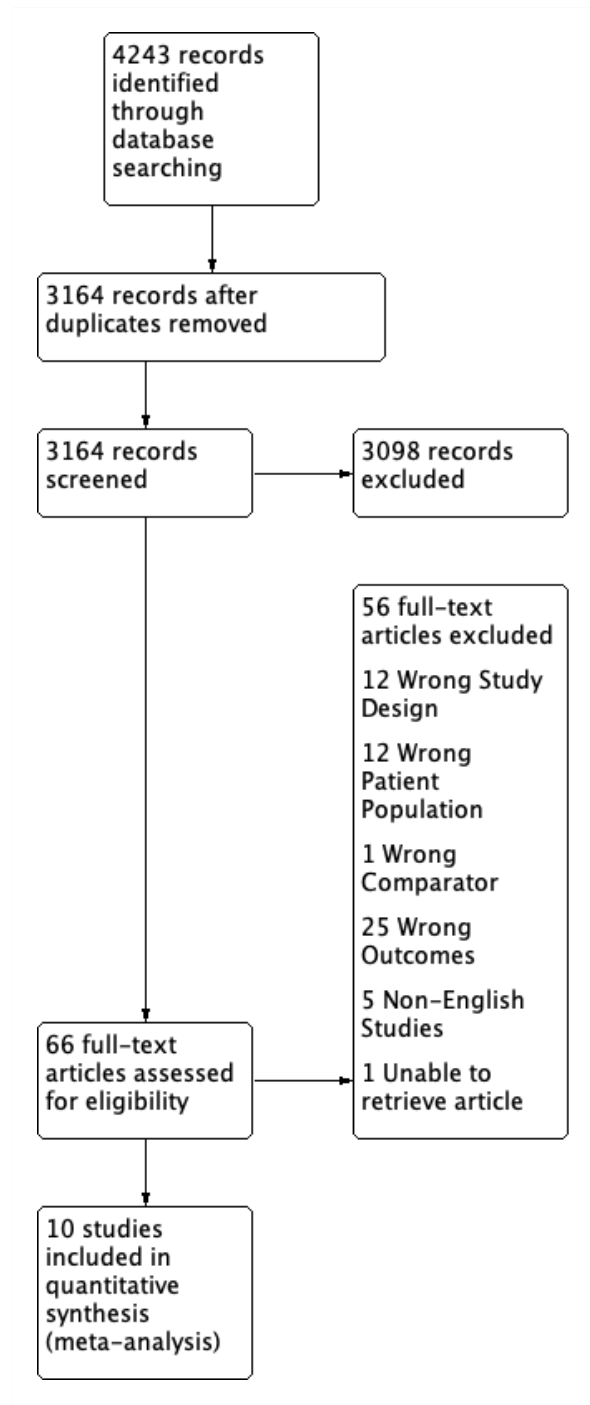 4243 records
identified
through
database
searching
3164 records after
duplicates removed
3164 records
screened
3098 records
excluded
56 full-text
articles excluded
12 Wrong Study
Design
12 Wrong
Patient
Population
1 Wrong
Comparator
25 Wrong
Outcomes
5 Non-English
Studies
1 Unable to
retrieve article
66 full-text
articles assessed
for eligibility
10 studies
included in
quantitative
synthesis
(meta-analysis)